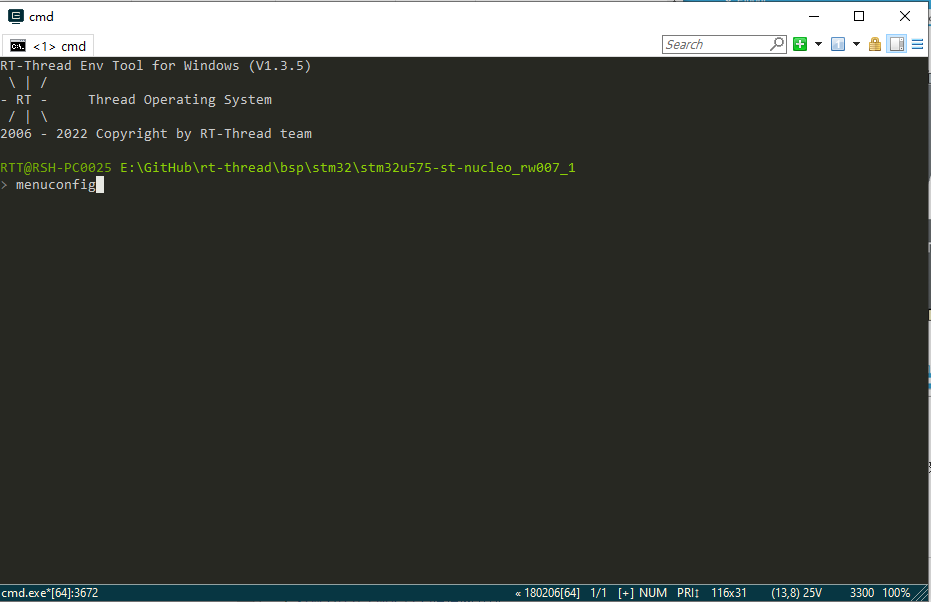 cmd
<1> cmd
Search
RT-Thread Env Tool for Windows (V1.3.5)
 \ | /
- RT -     Thread Operating System
 / | \
2006 - 2022 Copyright by RT-Thread team
RTT@RSH-PC0025 E:\GitHub\rt-thread\bsp\stm32\stm32u575-st-nucleo_rw007_1
> menuconfig
cmd.exe*[64]:3672 « 180206[64] 1/1 [+] NUM PRI↕ 116x31 (13,8) 25V 3300 100%